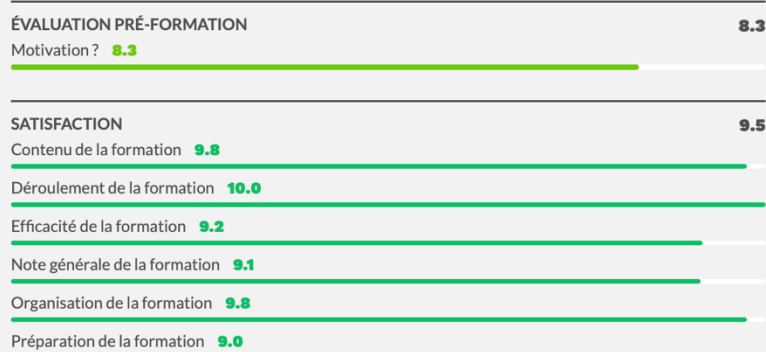 ÉVALUATION PRÉ-FORMATION 8.3
Motivation ? 8.3
SATISFACTION 9.5
Contenu de la formation 9.8
Déroulement de la formation 10.0
Efficacité de la formation 9.2
Note générale de la formation 9.1
Organisation de la formation 9.8
Préparation de la formation 9.0